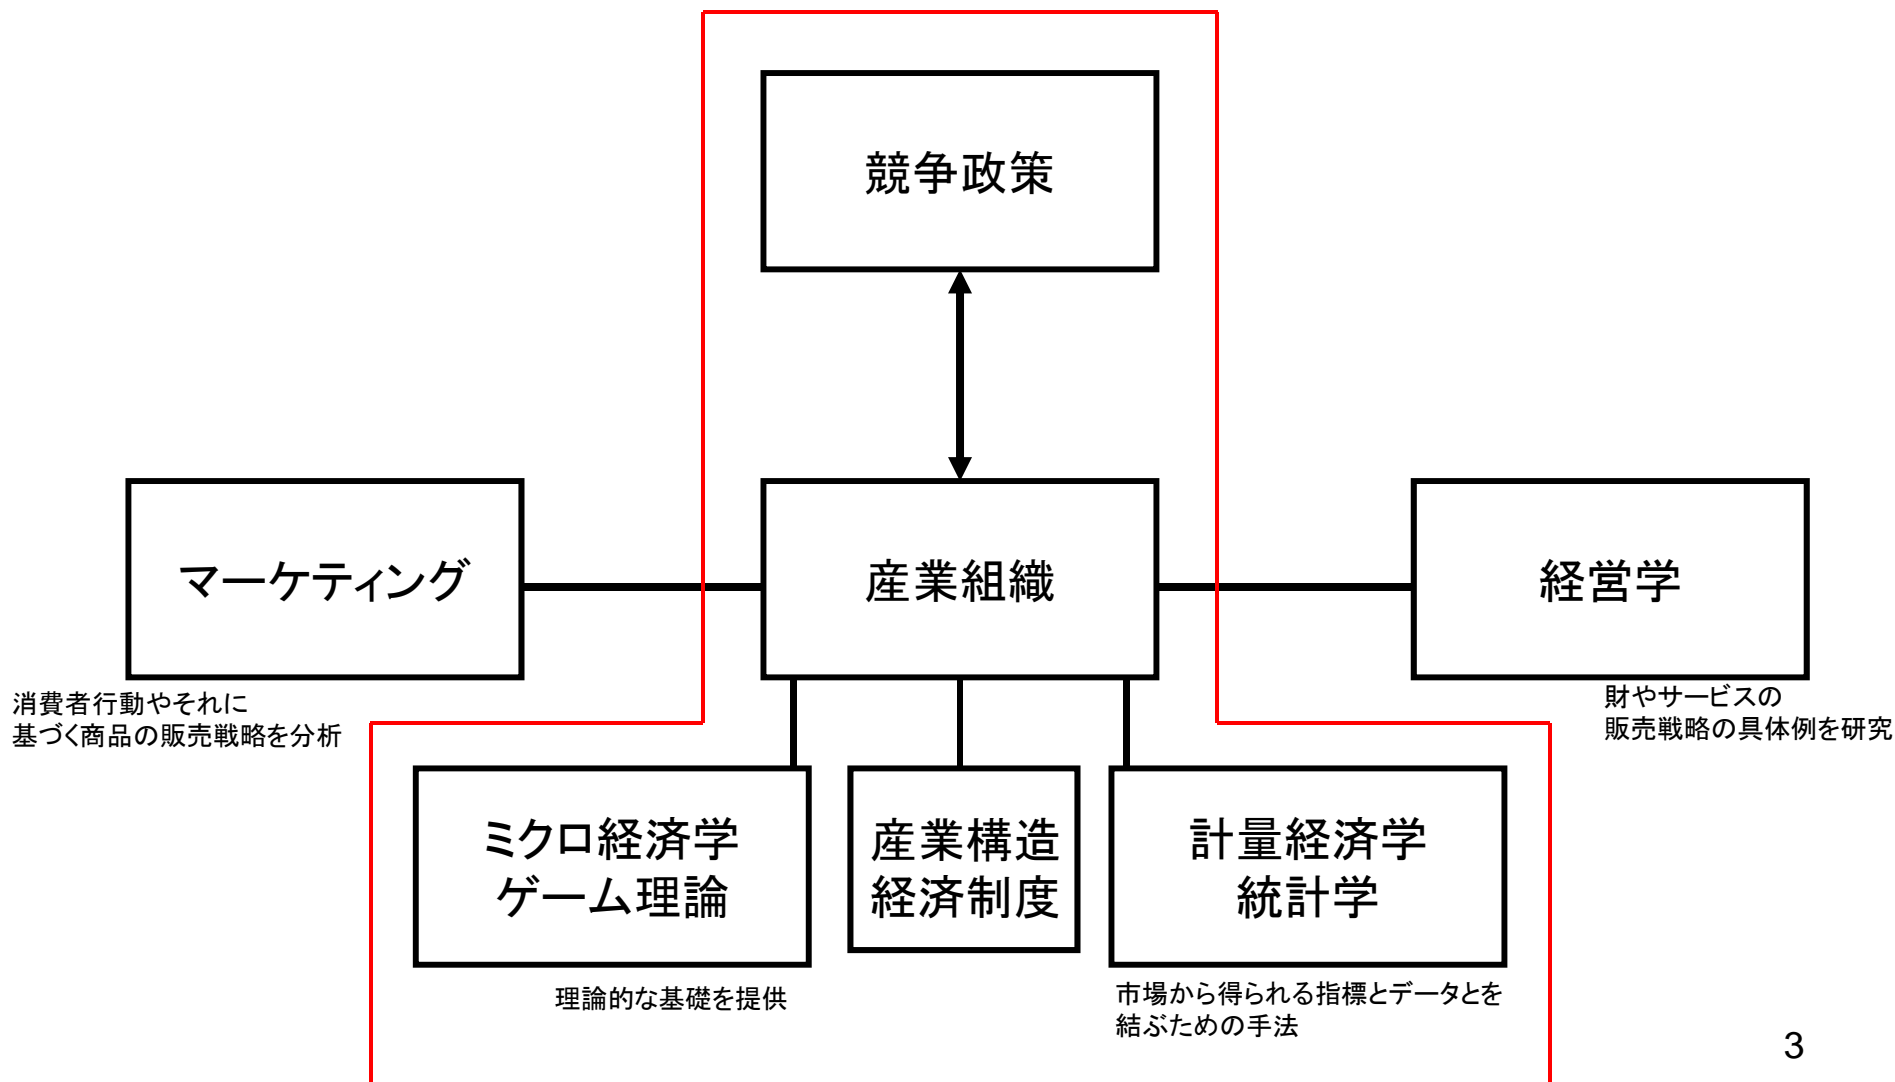 競争政策
マーケティング
産業組織
経営学
消費者行動やそれに
基づく商品の販売戦略を分析
財やサービスの
販売戦略の具体例を研究
ミクロ経済学
ゲーム理論
産業構造
経済制度
計量経済学
統計学
理論的な基礎を提供
市場から得られる指標とデータとを
結ぶための手法
3